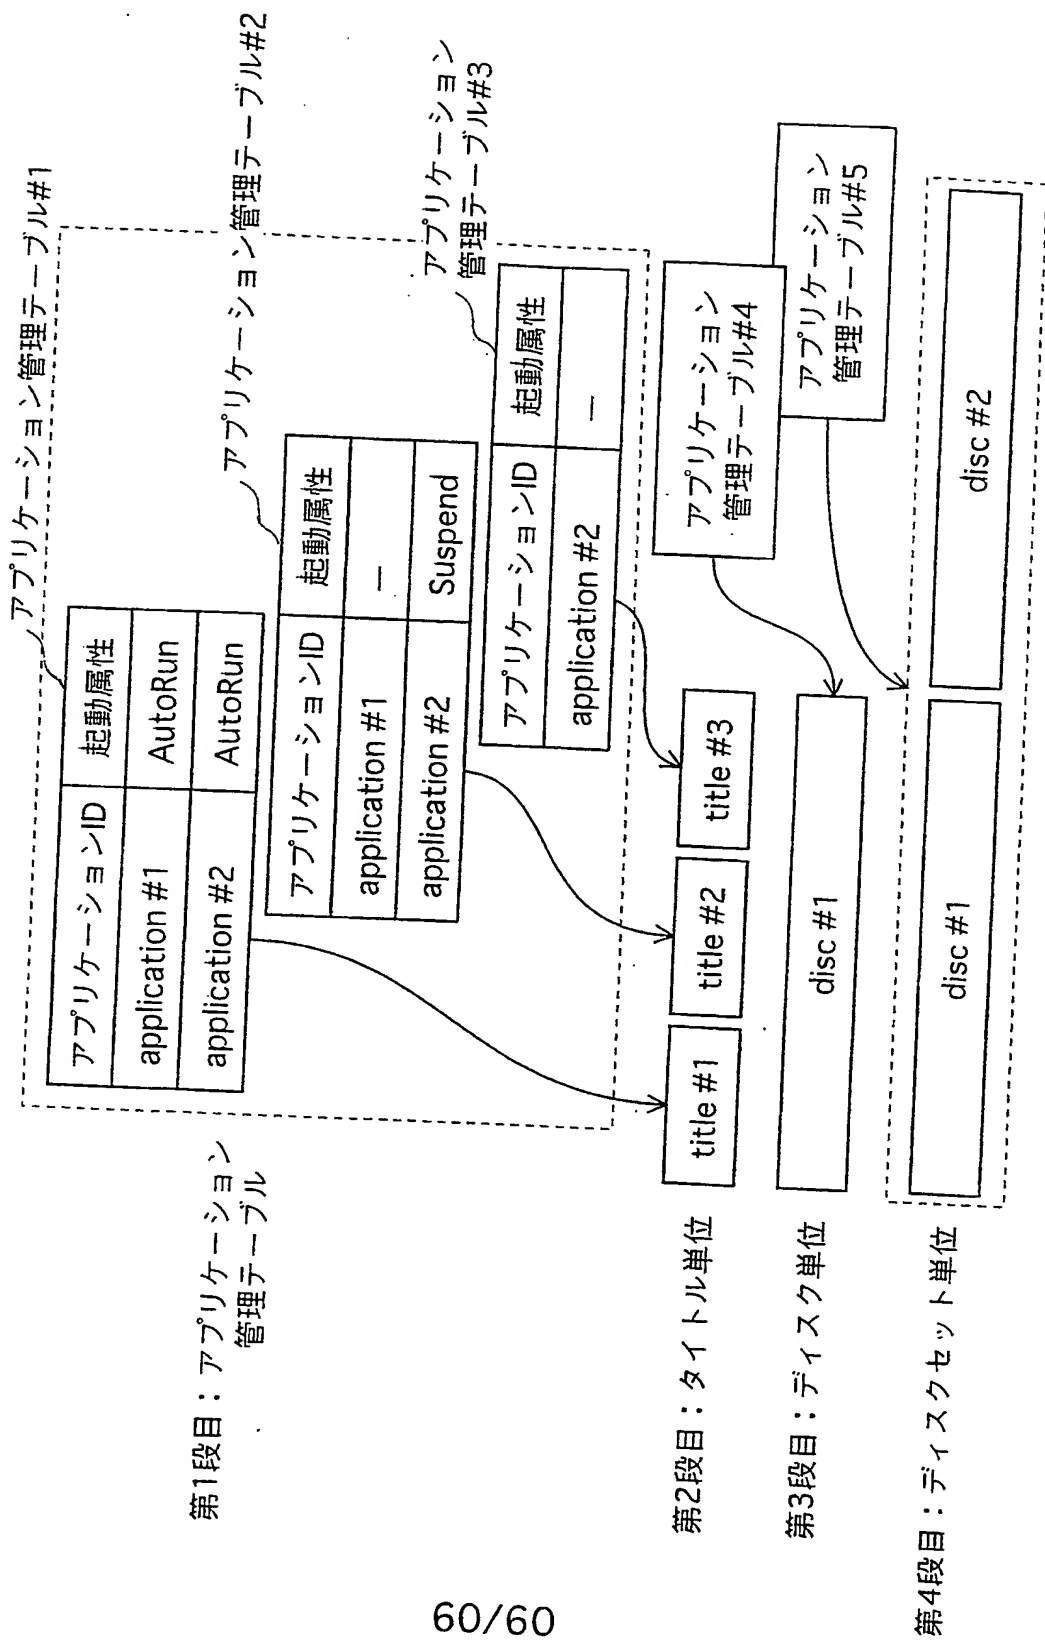 アプリケーション管理テーブル#1
アプリケーションID 起動属性
application #1 AutoRun
application #2 AutoRun
アプリケーション管理テーブル#2
アプリケーションID 起動属性
application #1 —
application #2 Suspend
アプリケーション
管理テーブル#3
アプリケーションID 起動属性
application #2 —
第1段目：アプリケーション
管理テーブル
第2段目：タイトル単位
title #1 title #2 title #3
アプリケーション
管理テーブル#4
第3段目：ディスク単位
disc #1
アプリケーション
管理テーブル#5
第4段目：ディスクセット単位
disc #1 disc #2
60/60